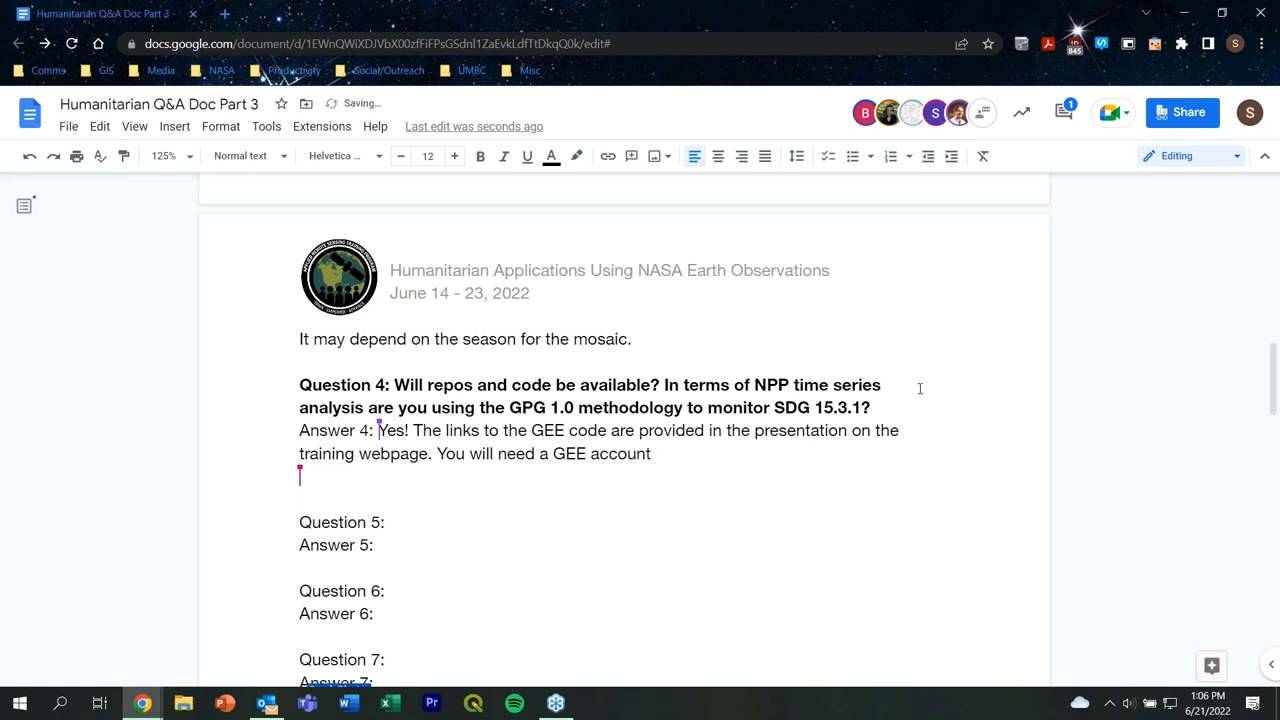 Humanitarian Q&A Doc Part 3
docs.google.com/document/d/1EWnQWiXDJVbX00zfFiFPsGSdnl1ZaEvkLdfTtDkqQ0k/edit#
845
S
Comms GIS Media NASA Productivity Social/Outreach UMBC Misc
Humanitarian Q&A Doc Part 3 Saving...
B S 1 Share S
File Edit View Insert Format Tools Extensions Help Last edit was seconds ago
125% Normal text Helvetica ... 12 B I U A Editing
Humanitarian Applications Using NASA Earth Observations
June 14 - 23, 2022
It may depend on the season for the mosaic.
Question 4: Will repos and code be available? In terms of NPP time series
analysis are you using the GPG 1.0 methodology to monitor SDG 15.3.1?
Answer 4: Yes! The links to the GEE code are provided in the presentation on the
training webpage. You will need a GEE account
Question 5:
Answer 5:
Question 6:
Answer 6:
Question 7:
Answer 7:
1:06 PM
6/21/2022